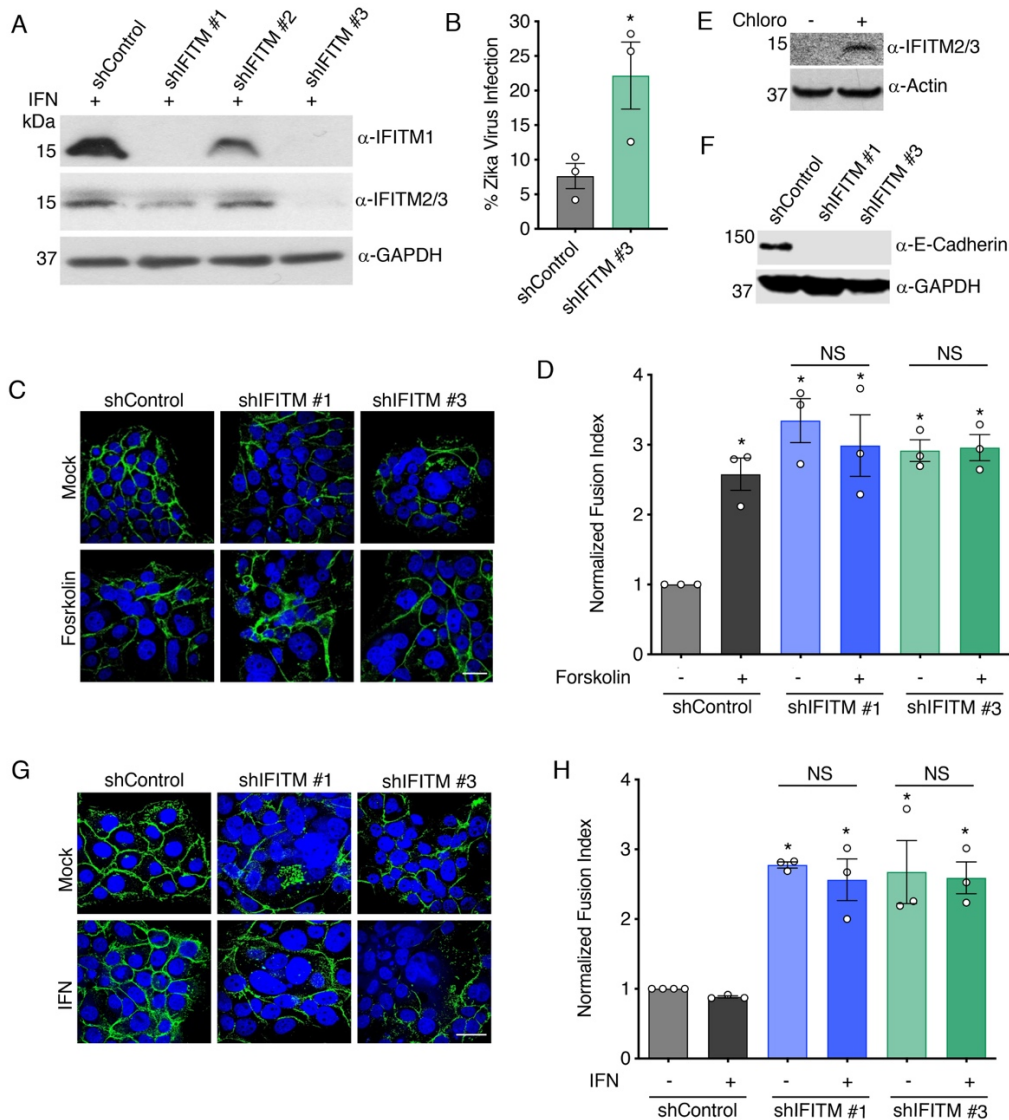 A
shControl
shIFITM #1
shIFITM #2
shIFITM #3
IFN + + + +
kDa
15 α-IFITM1
15 α-IFITM2/3
37 α-GAPDH
B
% Zika Virus Infection
30
25
20
15
10
5
0
*
shControl
shIFITM #3
E
Chloro - +
15 α-IFITM2/3
37 α-Actin
F
shControl
shIFITM #1
shIFITM #3
150 α-E-Cadherin
37 α-GAPDH
C
shControl shIFITM #1 shIFITM #3
Mock
Fosrkolin
D
Normalized Fusion Index
4
3
2
1
0
NS NS
* * * * *
Forskolin - + - + - +
shControl shIFITM #1 shIFITM #3
G
shControl shIFITM #1 shIFITM #3
Mock
IFN
H
Normalized Fusion Index
4
3
2
1
0
NS NS
* * * *
IFN - + - + - +
shControl shIFITM #1 shIFITM #3